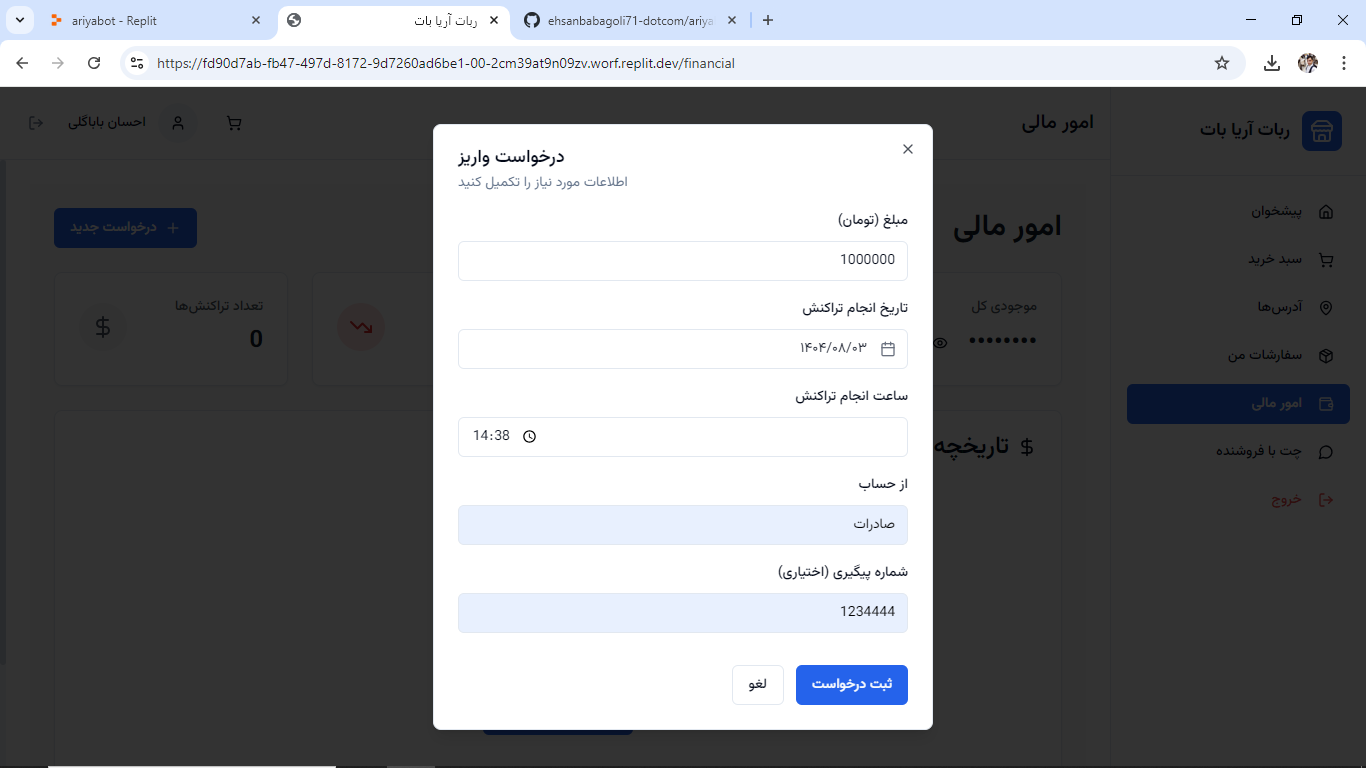 ariyabot - Replit
ربات آریا بات
ehsanbabagoli71-dotcom/ariya
https://fd90d7ab-fb47-497d-8172-9d7260ad6be1-00-2cm39at9n09zv.worf.replit.dev/financial
ربات آریا بات
امور مالی
احسان باباگلی
پیشخوان
سبد خرید
آدرس‌ها
سفارشات من
امور مالی
چت با فروشنده
خروج
امور مالی
درخواست جدید
موجودی کل
••••••••
تعداد تراکنش‌ها
0
تاریخچه
درخواست واریز
اطلاعات مورد نیاز را تکمیل کنید
مبلغ (تومان)
1000000
تاریخ انجام تراکنش
۱۴۰۴/۰۸/۰۳
ساعت انجام تراکنش
14:38
از حساب
صادرات
شماره پیگیری (اختیاری)
1234444
ثبت درخواست
لغو